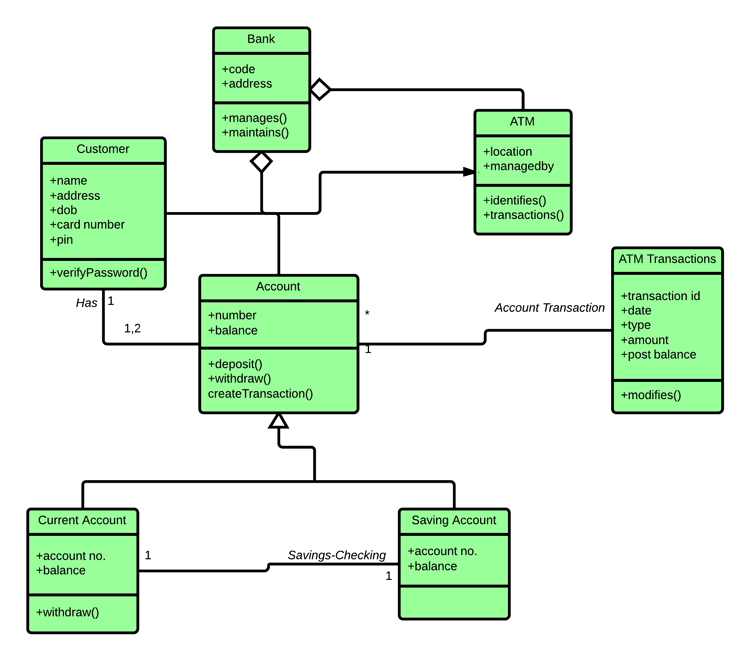 Bank
+code
+address
+manages()
+maintains()
ATM
+location
+managedby
+identifies()
+transactions()
Customer
+name
+address
+dob
+card number
+pin
+verifyPassword()
Has
1
1,2
Account
+number
+balance
+deposit()
+withdraw()
createTransaction()
*
1
Account Transaction
ATM Transactions
+transaction id
+date
+type
+amount
+post balance
+modifies()
Current Account
+account no.
+balance
+withdraw()
1
Savings-Checking
1
Saving Account
+account no.
+balance